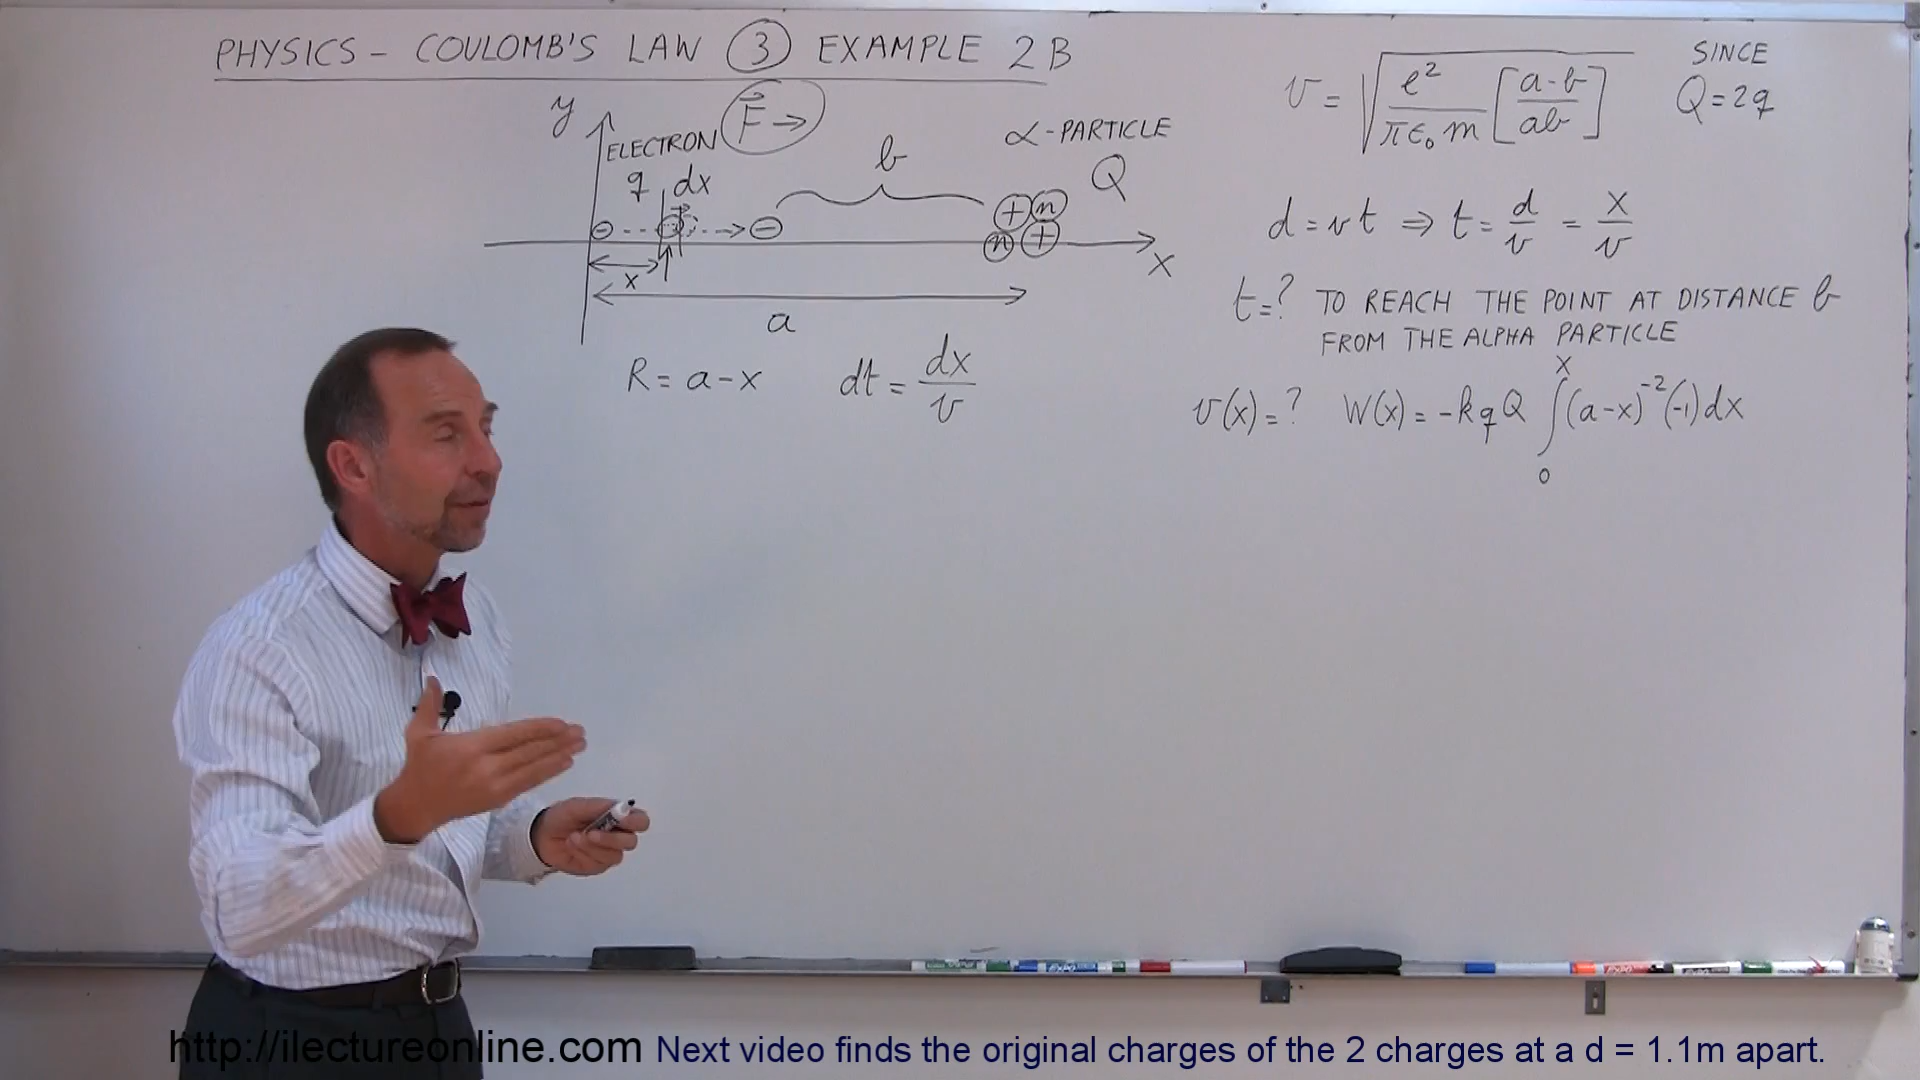 PHYSICS - COULOMB'S LAW ③ EXAMPLE 2B
y
ELECTRON
F →
q
dx
b
α-PARTICLE
Q
x
a
x
R = a-x
dt = dx/v
v = √(e²/(πε₀m) [(a-b)/(ab)])
SINCE
Q = 2q
d = vt ⇒ t = d/v = x/v
t = ? TO REACH THE POINT AT DISTANCE b
FROM THE ALPHA PARTICLE
v(x) = ? W(x) = -kqQ ∫₀ˣ (a-x)⁻²(-1)dx
http://ilectureonline.com Next video finds the original charges of the 2 charges at a d = 1.1m apart.